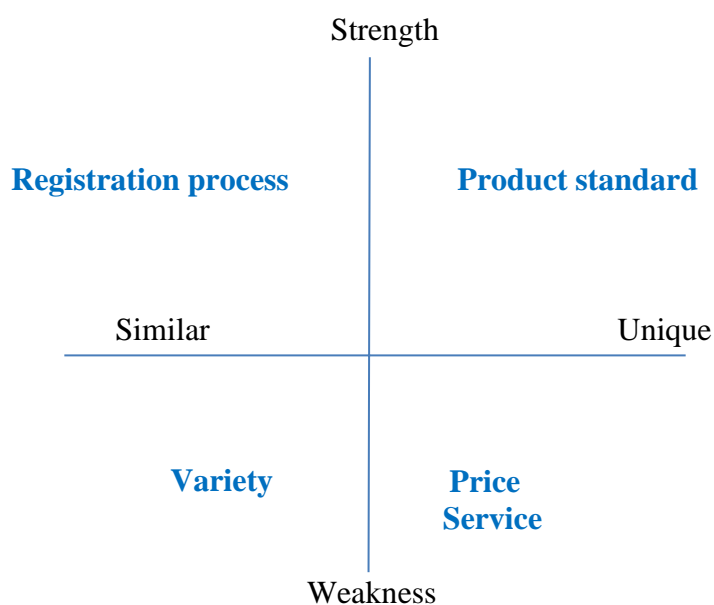 Strength
Registration process Product standard
Similar Unique
Variety Price
Service
Weakness